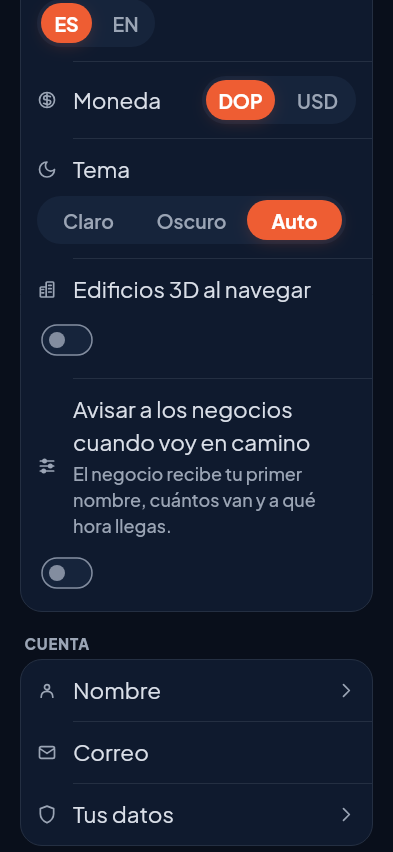 ES EN
Moneda DOP USD
Tema
Claro Oscuro Auto
Edificios 3D al navegar
Avisar a los negocios
cuando voy en camino
El negocio recibe tu primer
nombre, cuántos van y a qué
hora llegas.
CUENTA
Nombre
Correo
Tus datos